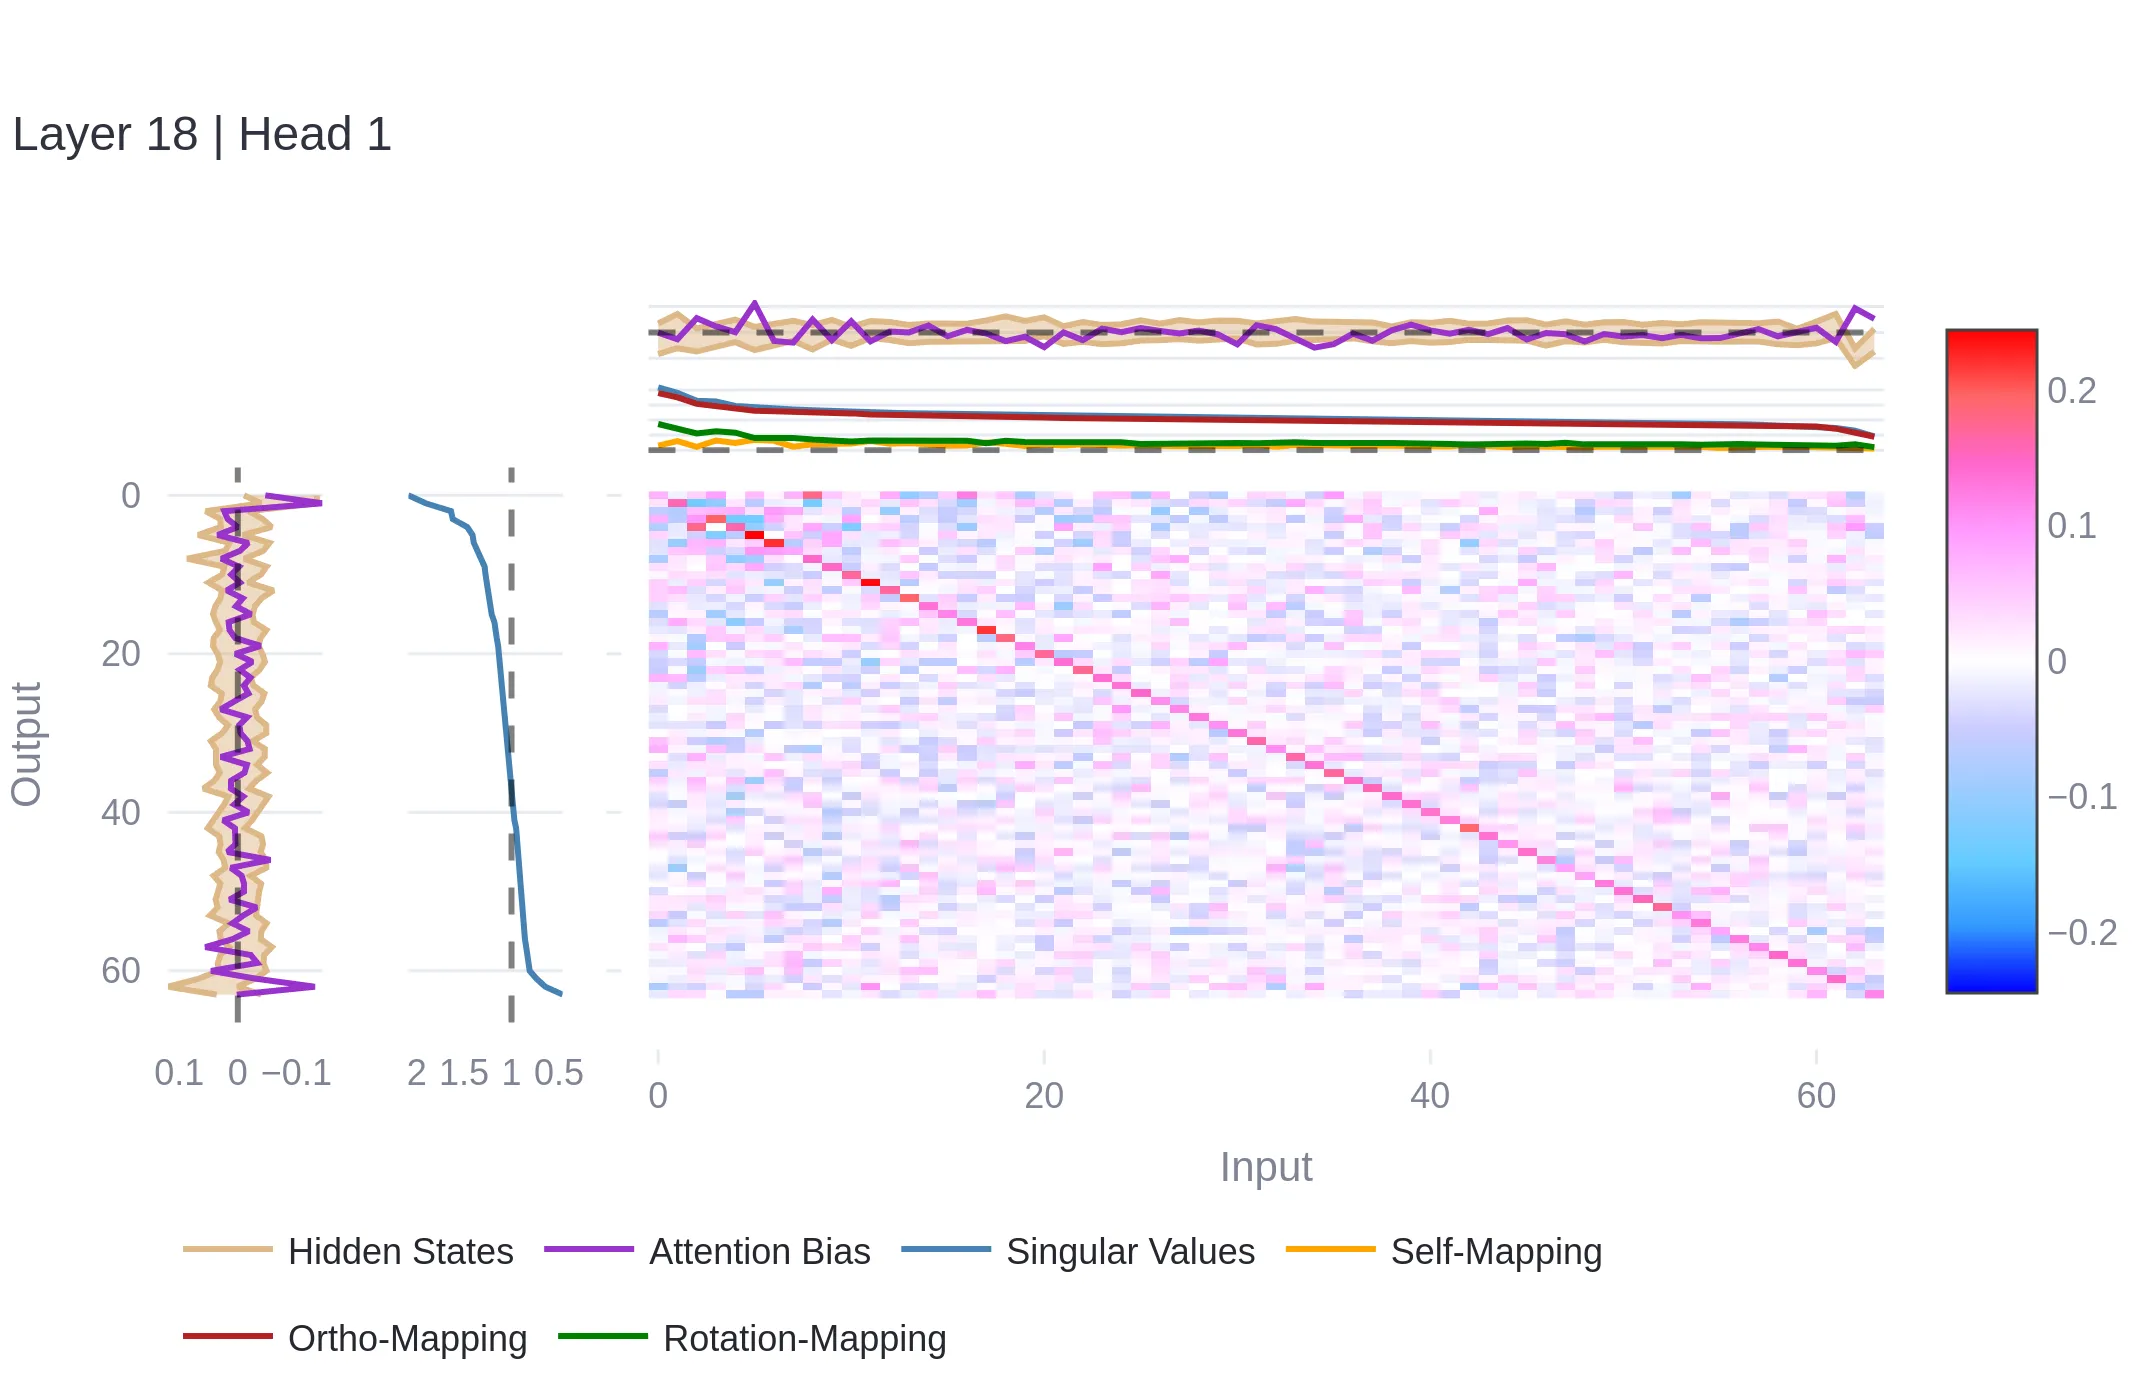 Layer 18 | Head 1
0
20
40
60
Output
0.1 0 −0.1
2 1.5 1 0.5
0 20 40 60
Input
0.2
0.1
0
−0.1
−0.2
Hidden States Attention Bias Singular Values Self-Mapping
Ortho-Mapping Rotation-Mapping